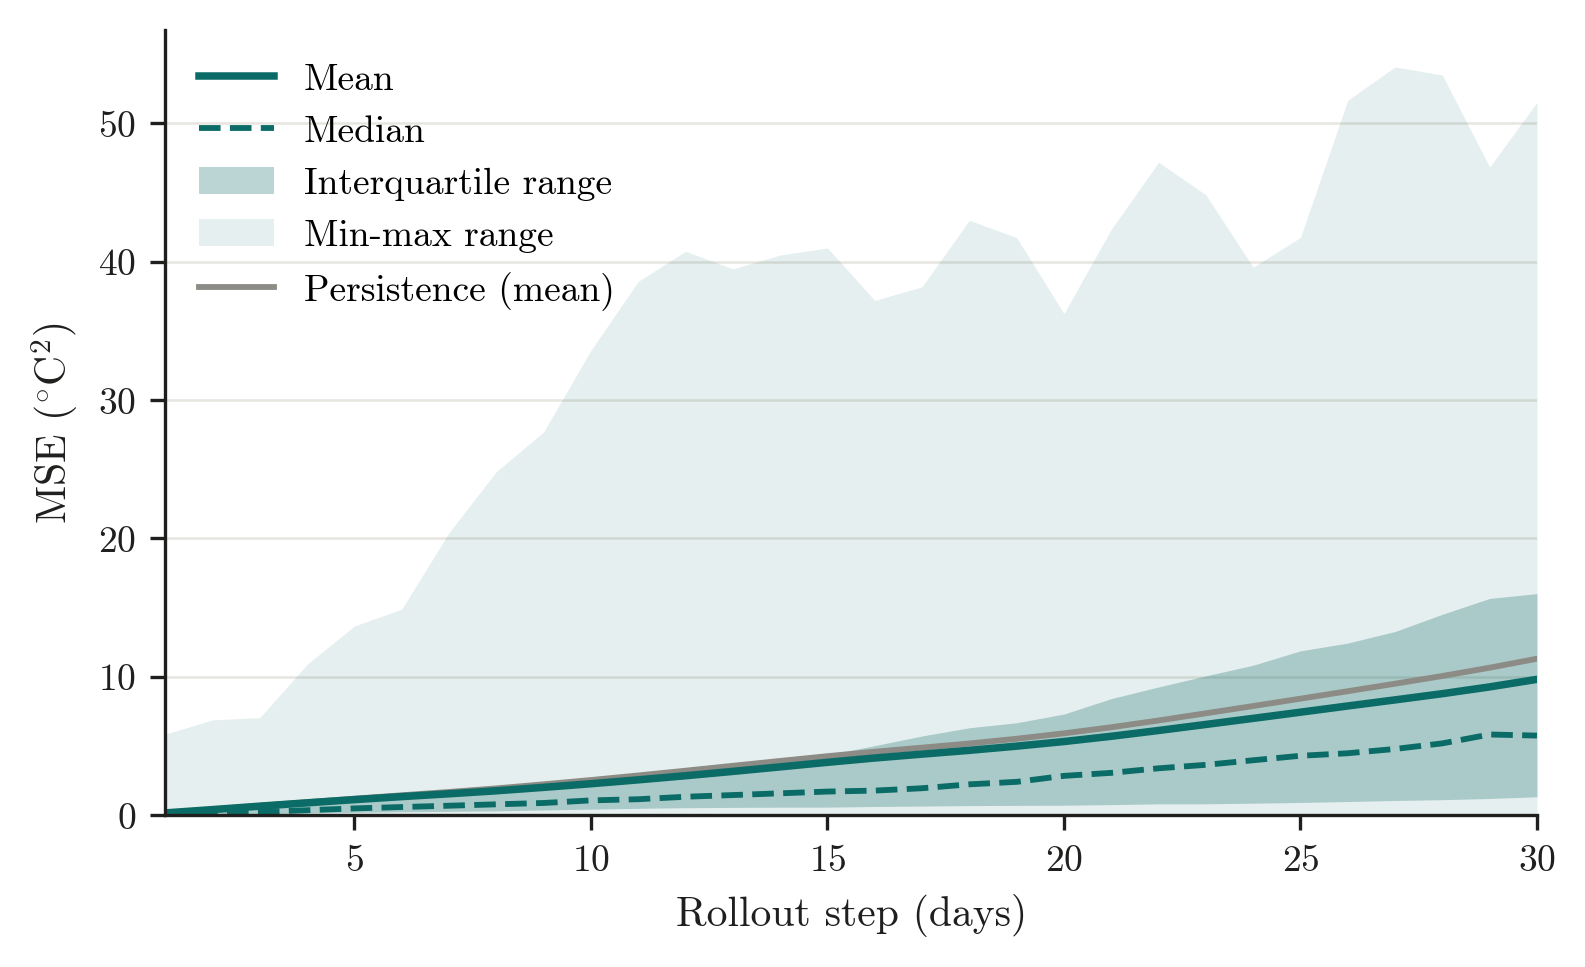 Mean
Median
Interquartile range
Min-max range
Persistence (mean)
50
40
30
20
10
0
MSE (°C²)
5 10 15 20 25 30
Rollout step (days)